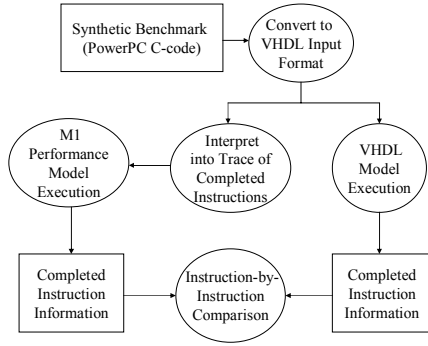 Synthetic Benchmark
(PowerPC C-code)
Convert to
VHDL Input
Format
M1
Performance
Model
Execution
Interpret
into Trace of
Completed
Instructions
VHDL
Model
Execution
Completed
Instruction
Information
Instruction-by-
Instruction
Comparison
Completed
Instruction
Information